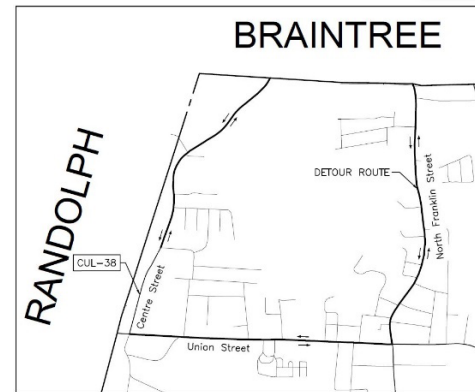 BRAINTREE
RANDOLPH
DETOUR ROUTE
North Franklin Street
CUL-38
Centre Street
Union Street